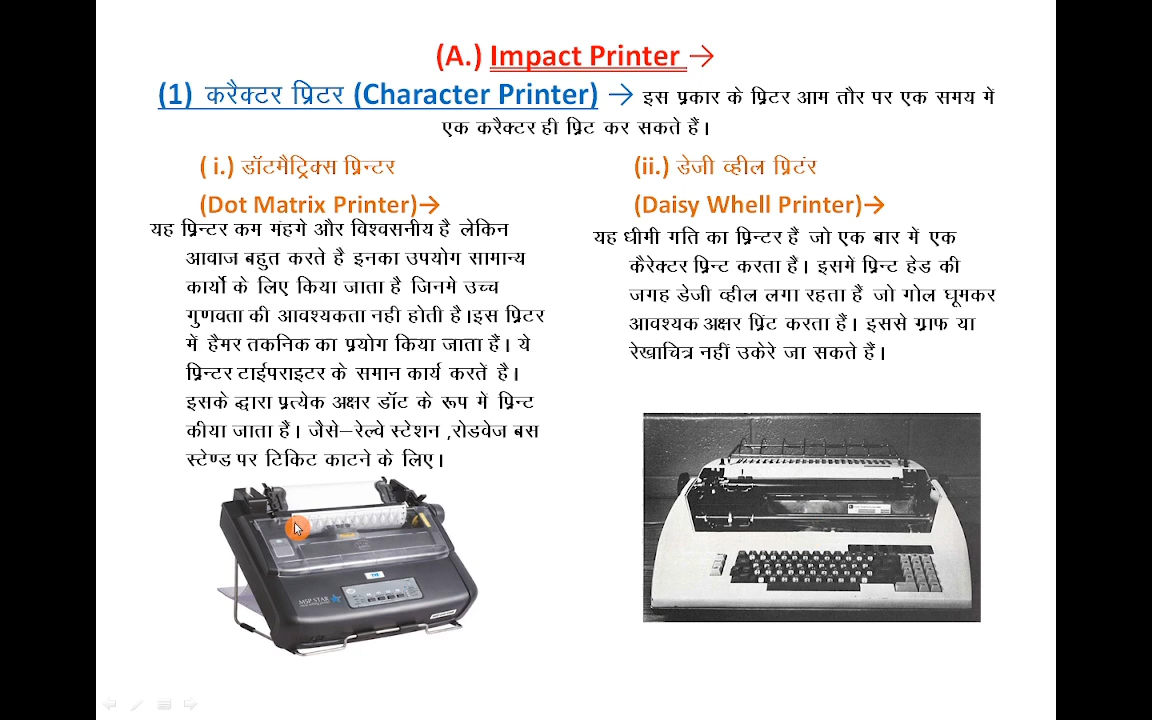 (A.) Impact Printer →
(1) करैक्टर प्रिटर (Character Printer) → इस प्रकार के प्रिटर आम तौर पर एक समय में
एक करैक्टर ही प्रिट कर सकते हैं।
( i.) डॉटमैट्रिक्स प्रिन्टर
(Dot Matrix Printer)→
यह प्रिन्टर कम मंहगे और विश्वसनीय है लेकिन
आवाज बहुत करते है इनका उपयोग सामान्य
कार्यो के लिए किया जाता है जिनमे उच्च
गुणवता की आवश्यकता नही होती है।इस प्रिटर
में हैमर तकनिक का प्रयोग किया जाता हैं। ये
प्रिन्टर टाईपराइटर के समान कार्य करतें है।
इसके द्वारा प्रत्येक अक्षर डॉट के रूप में प्रिन्ट
कीया जाता हैं। जैसे–रेल्वे स्टेशन ,रोडवेज बस
स्टेण्ड पर टिकिट काटने के लिए।
MSP STAR
(ii.) डेजी व्हील प्रिटंर
(Daisy Whell Printer)→
यह धीमी गति का प्रिन्टर हैं जो एक बार में एक
कैरेक्टर प्रिन्ट करता हैं। इसमें प्रिन्ट हेड की
जगह डेजी व्हील लगा रहता हैं जो गोल घूमकर
आवश्यक अक्षर प्रिंट करता हैं। इससे ग्राफ या
रेखाचित्र नहीं उकेरे जा सकते हैं।